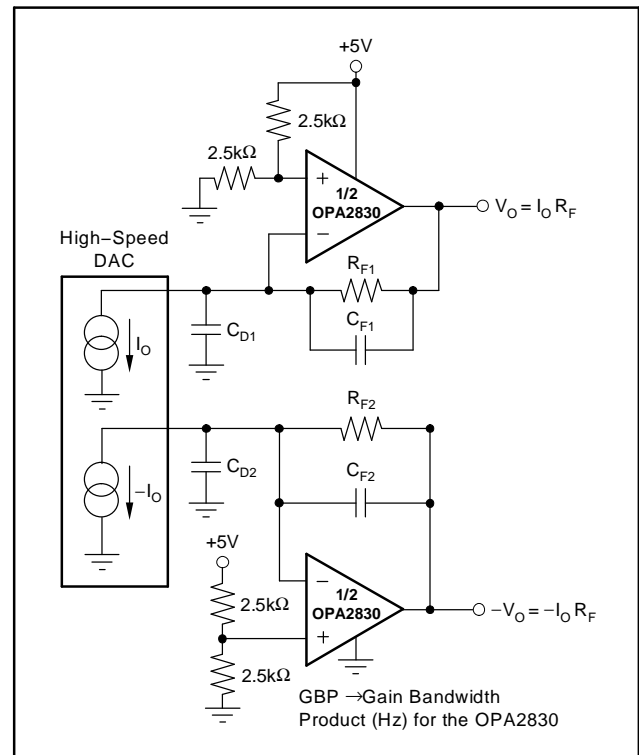 +5V
2.5kΩ
2.5kΩ
+
1/2
OPA2830
−
V_O = I_O R_F
High−Speed
DAC
R_F1
C_F1
C_D1
I_O
R_F2
C_F2
C_D2
−I_O
+5V
2.5kΩ
−
1/2
OPA2830
+
−V_O = −I_O R_F
2.5kΩ
GBP →Gain Bandwidth
Product (Hz) for the OPA2830